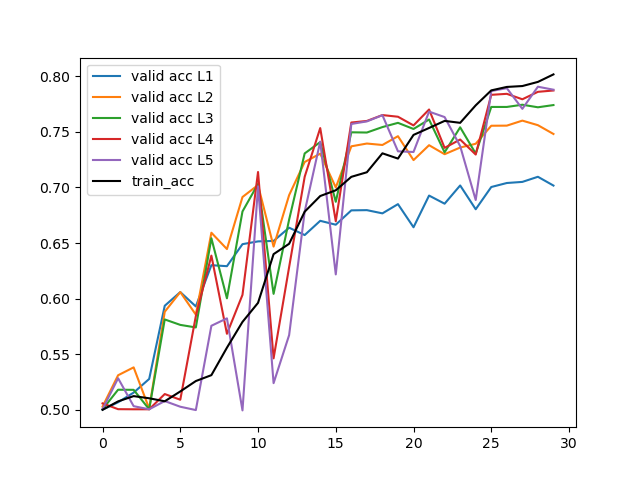 valid acc L1
valid acc L2
valid acc L3
valid acc L4
valid acc L5
train_acc
0.80
0.75
0.70
0.65
0.60
0.55
0.50
0 5 10 15 20 25 30